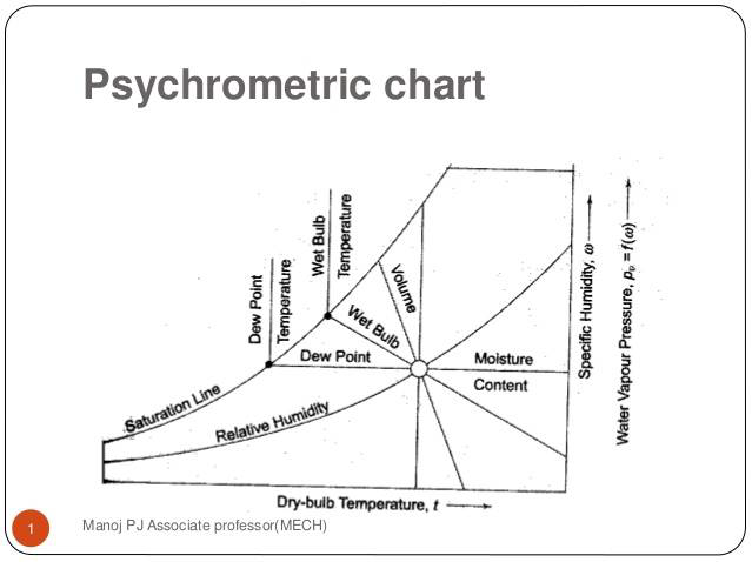 Psychrometric chart
Wet Bulb
Temperature
Dew Point
Temperature
Volume
Wet Bulb
Dew Point
Moisture
Content
Saturation Line
Relative Humidity
Specific Humidity, ω
Water Vapour Pressure, pᵥ = f(ω)
Dry-bulb Temperature, t
1
Manoj PJ Associate professor(MECH)